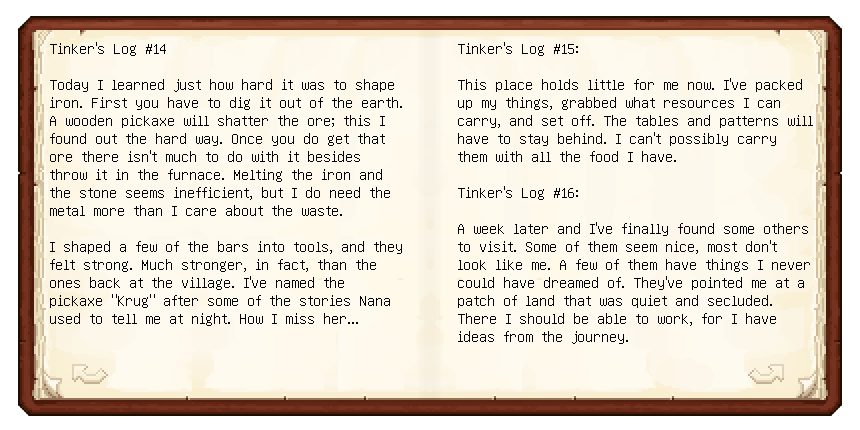 Tinker's Log #14
Today I learned just how hard it was to shape
iron. First you have to dig it out of the earth.
A wooden pickaxe will shatter the ore; this I
found out the hard way. Once you do get that
ore there isn't much to do with it besides
throw it in the furnace. Melting the iron and
the stone seems inefficient, but I do need the
metal more than I care about the waste.
I shaped a few of the bars into tools, and they
felt strong. Much stronger, in fact, than the
ones back at the village. I've named the
pickaxe "Krug" after some of the stories Nana
used to tell me at night. How I miss her...
Tinker's Log #15:
This place holds little for me now. I've packed
up my things, grabbed what resources I can
carry, and set off. The tables and patterns will
have to stay behind. I can't possibly carry
them with all the food I have.
Tinker's Log #16:
A week later and I've finally found some others
to visit. Some of them seem nice, most don't
look like me. A few of them have things I never
could have dreamed of. They've pointed me at a
patch of land that was quiet and secluded.
There I should be able to work, for I have
ideas from the journey.